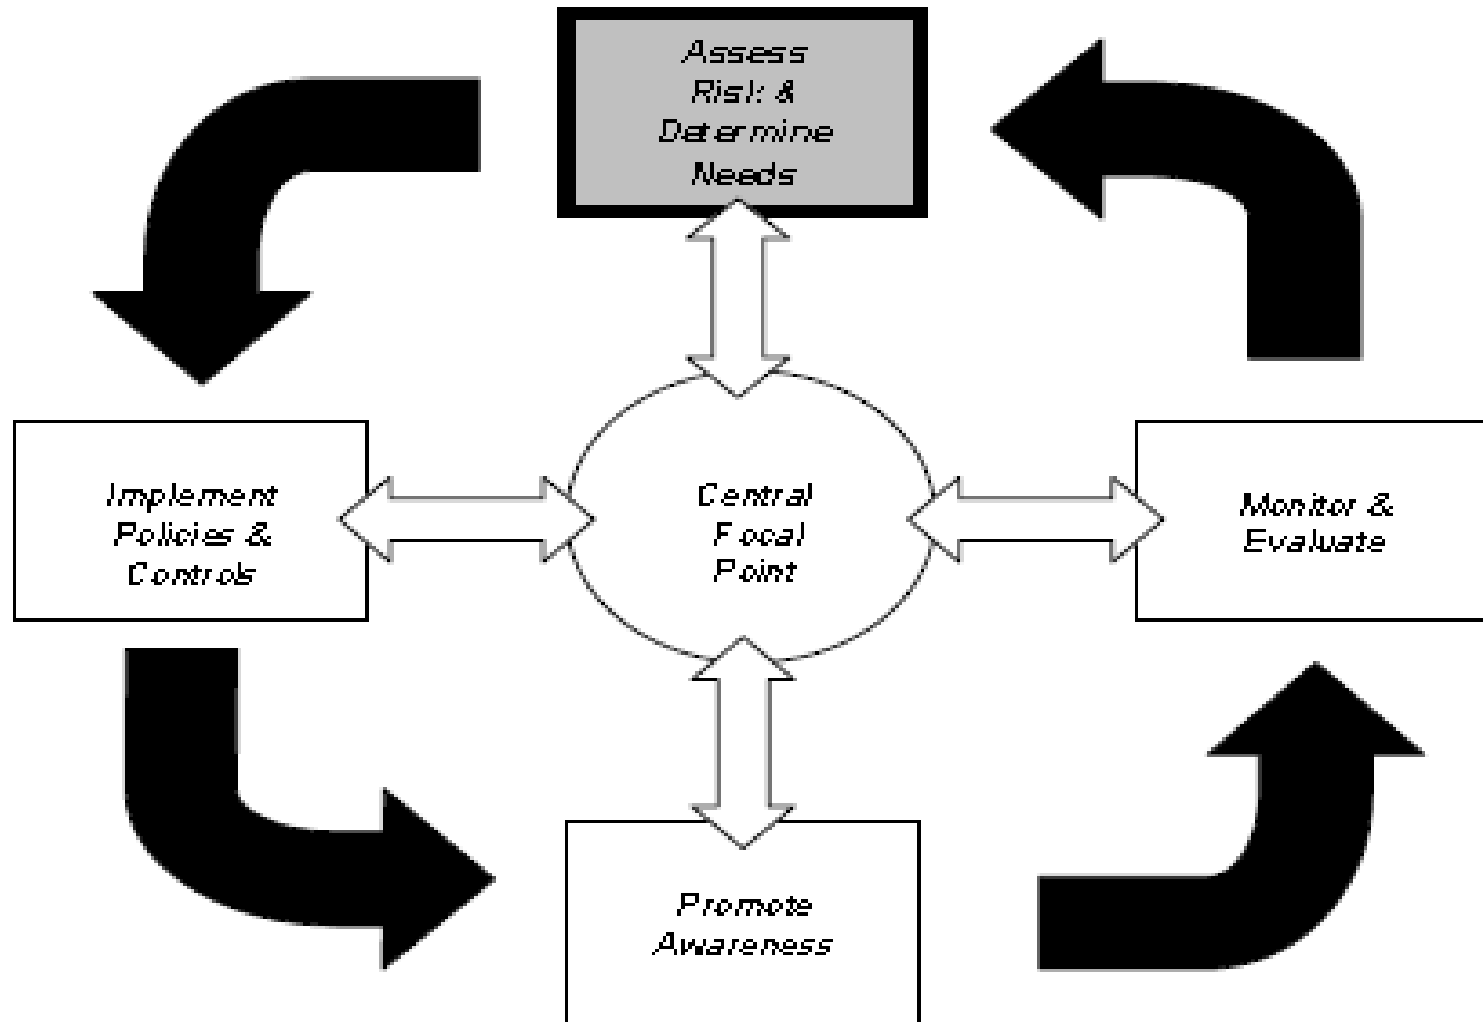 Assess
Risk &
Determine
Needs
Implement
Policies &
Controls
Central
Focal
Point
Monitor &
Evaluate
Promote
Awareness